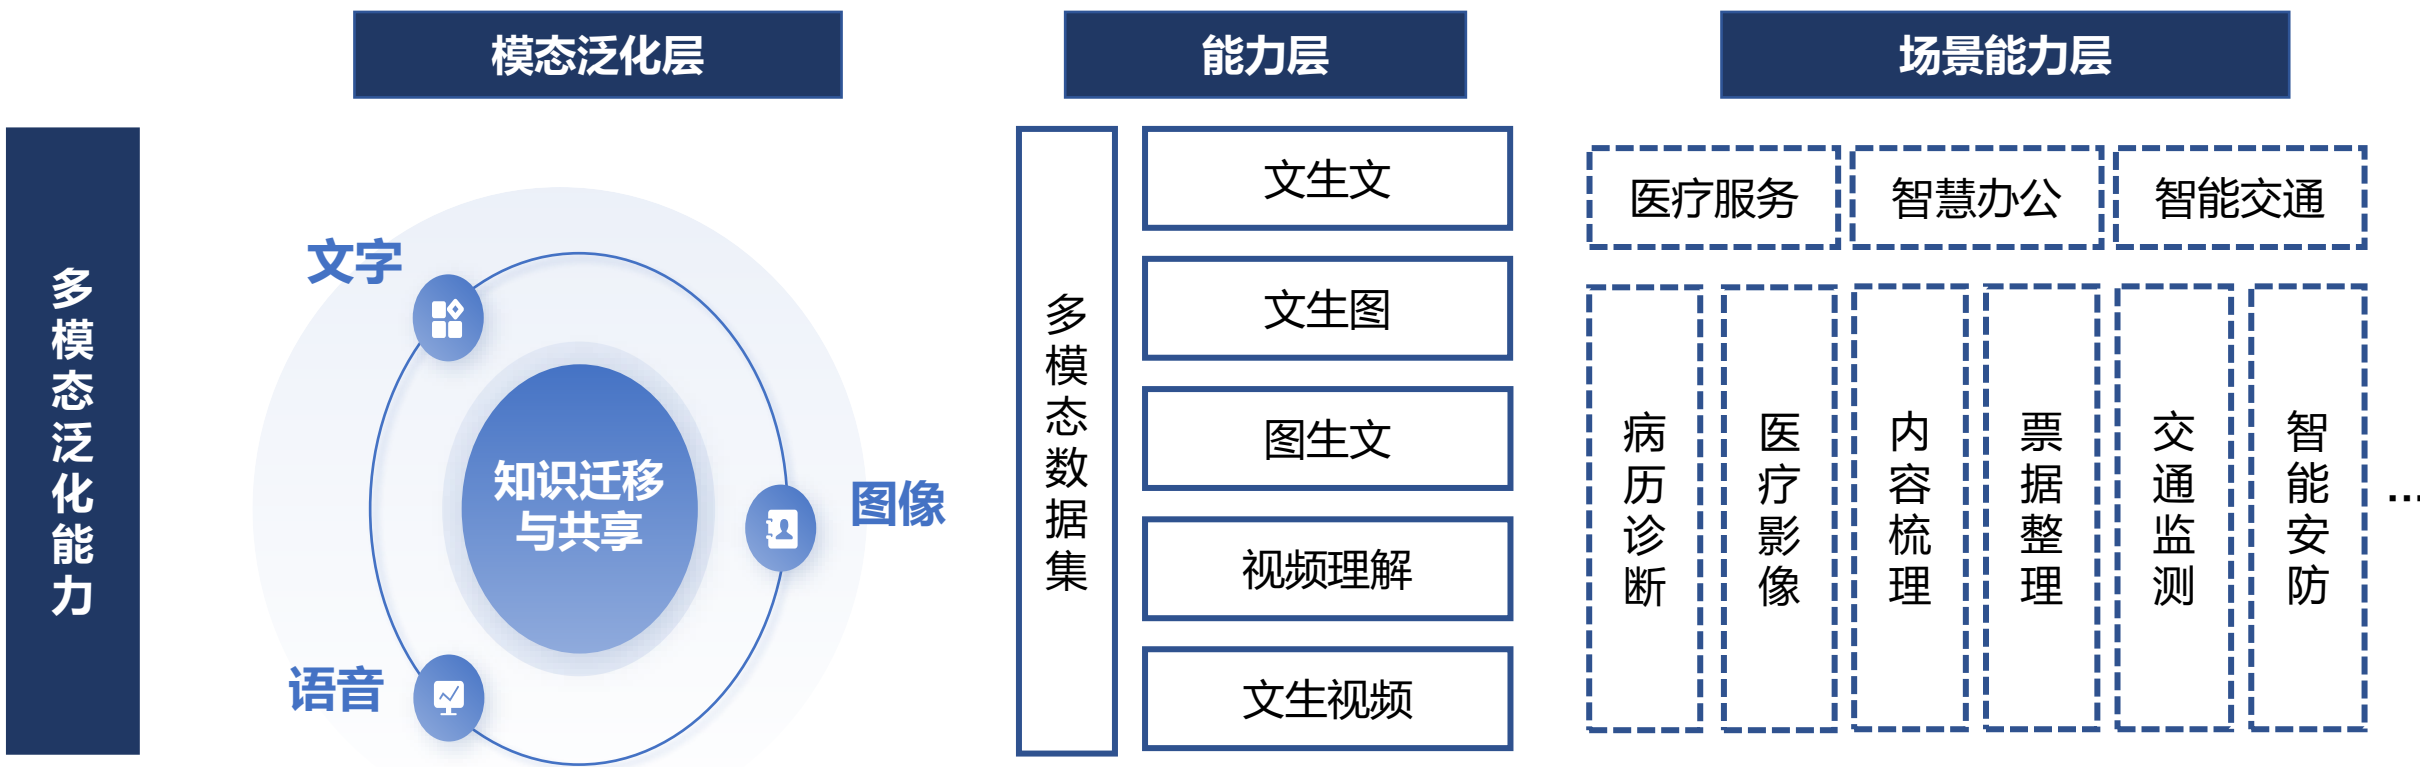 模态泛化层
能力层
场景能力层
多模态泛化能力
文字
图像
语音
知识迁移
与共享
多模态数据集
文生文
文生图
图生文
视频理解
文生视频
医疗服务
智慧办公
智能交通
病历诊断
医疗影像
内容梳理
票据整理
交通监测
智能安防
...